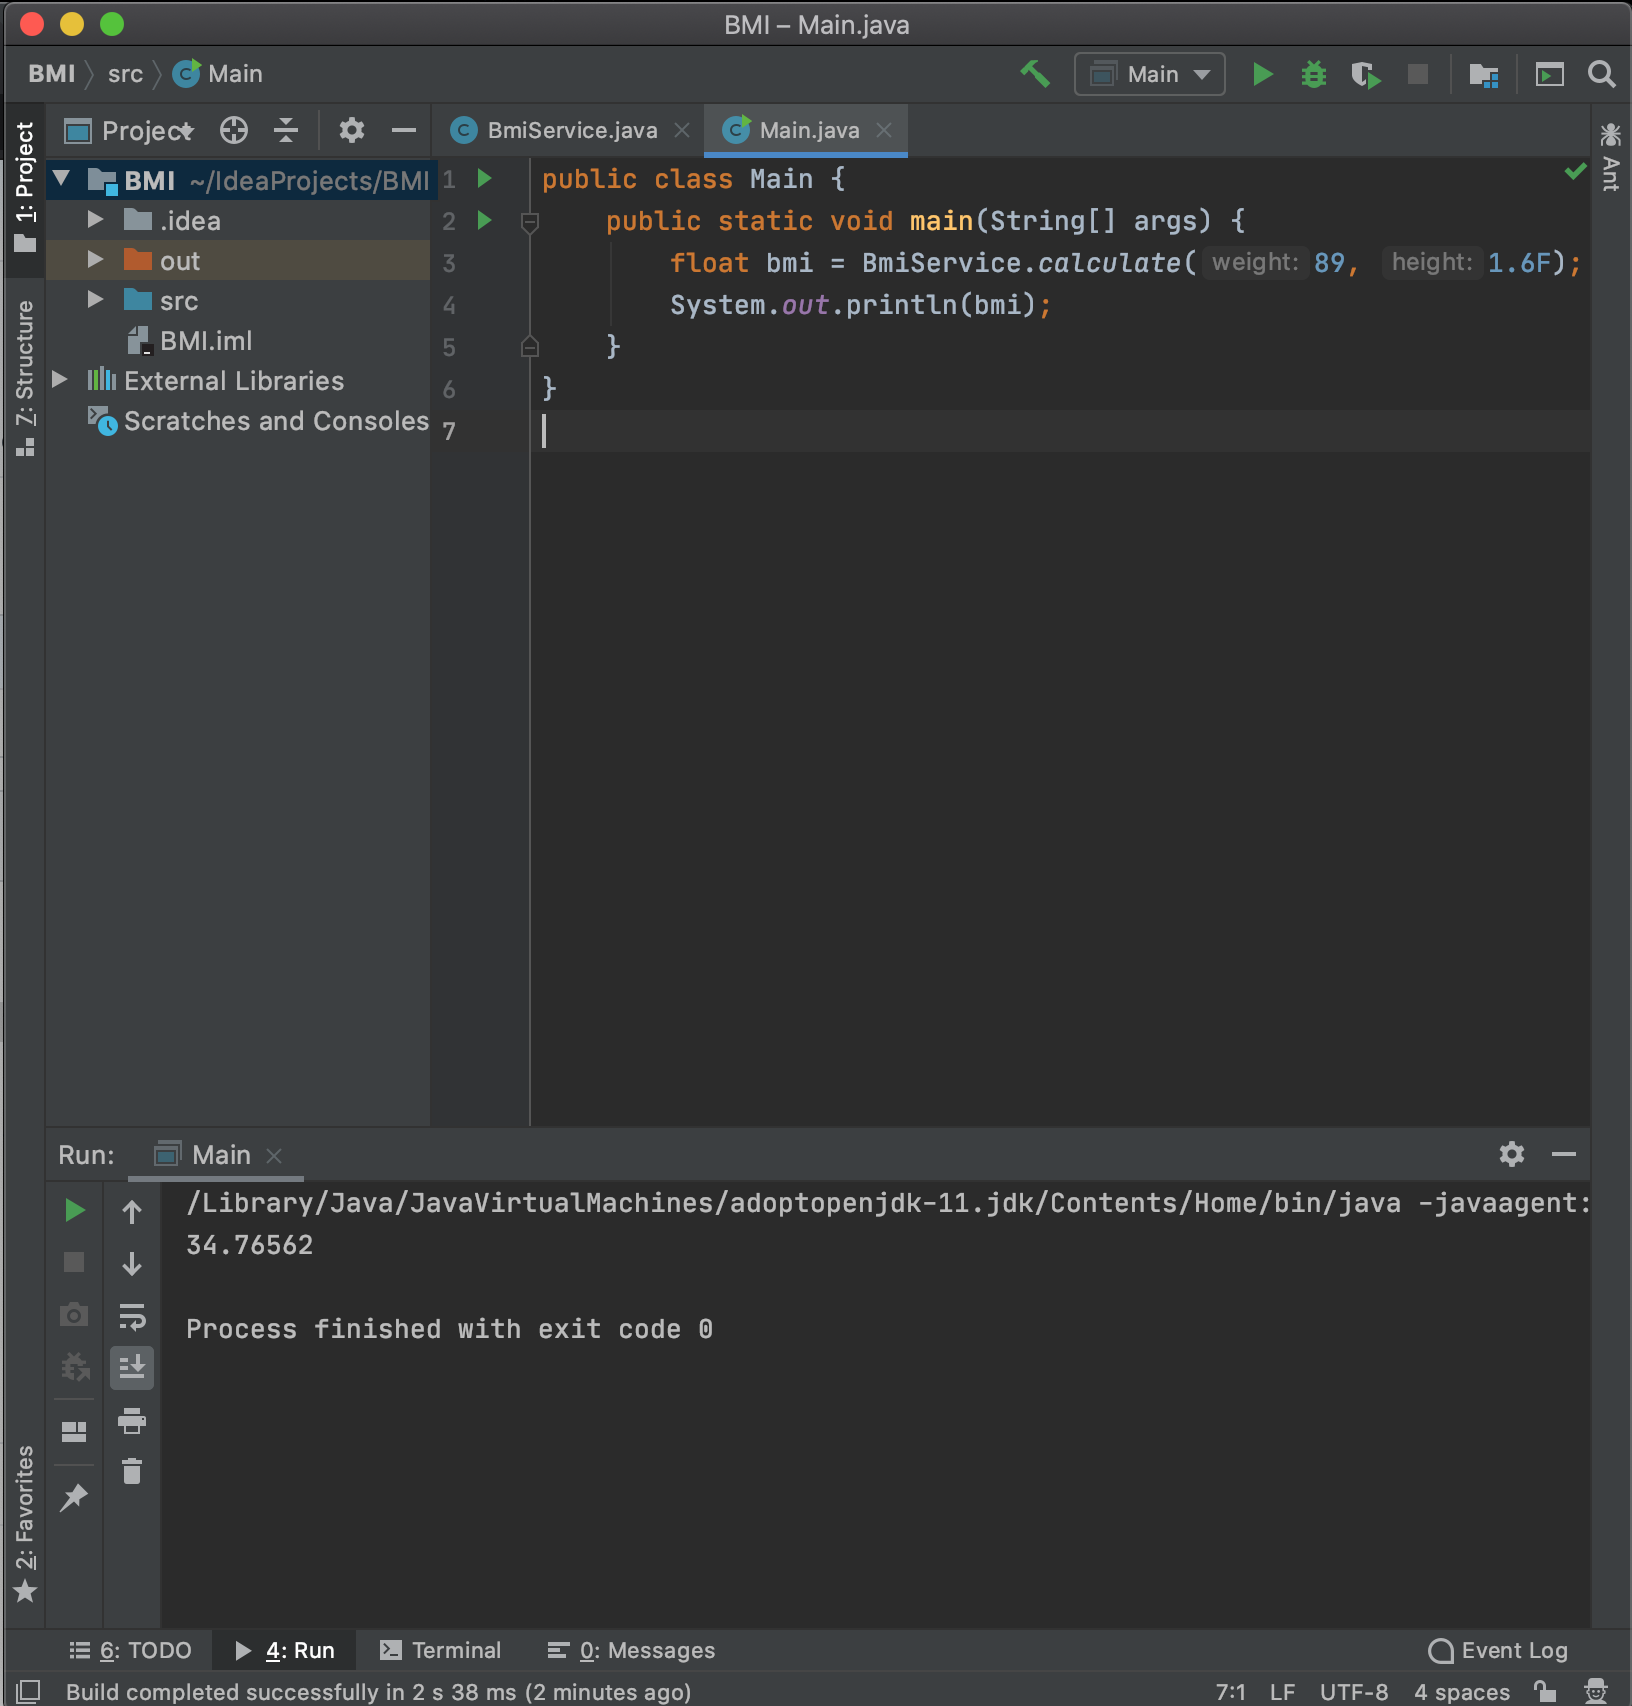 BMI – Main.java
BMI src Main
Main
1: Project
Project
BmiService.java
Main.java
Ant
BMI ~/IdeaProjects/BMI
.idea
out
src
BMI.iml
External Libraries
Scratches and Consoles
7: Structure
1 public class Main {
2 public static void main(String[] args) {
3 float bmi = BmiService.calculate( weight: 89, height: 1.6F);
4 System.out.println(bmi);
5 }
6 }
7
Run: Main
/Library/Java/JavaVirtualMachines/adoptopenjdk-11.jdk/Contents/Home/bin/java -javaagent:
34.76562
Process finished with exit code 0
2: Favorites
6: TODO 4: Run Terminal 0: Messages Event Log
Build completed successfully in 2 s 38 ms (2 minutes ago) 7:1 LF UTF-8 4 spaces